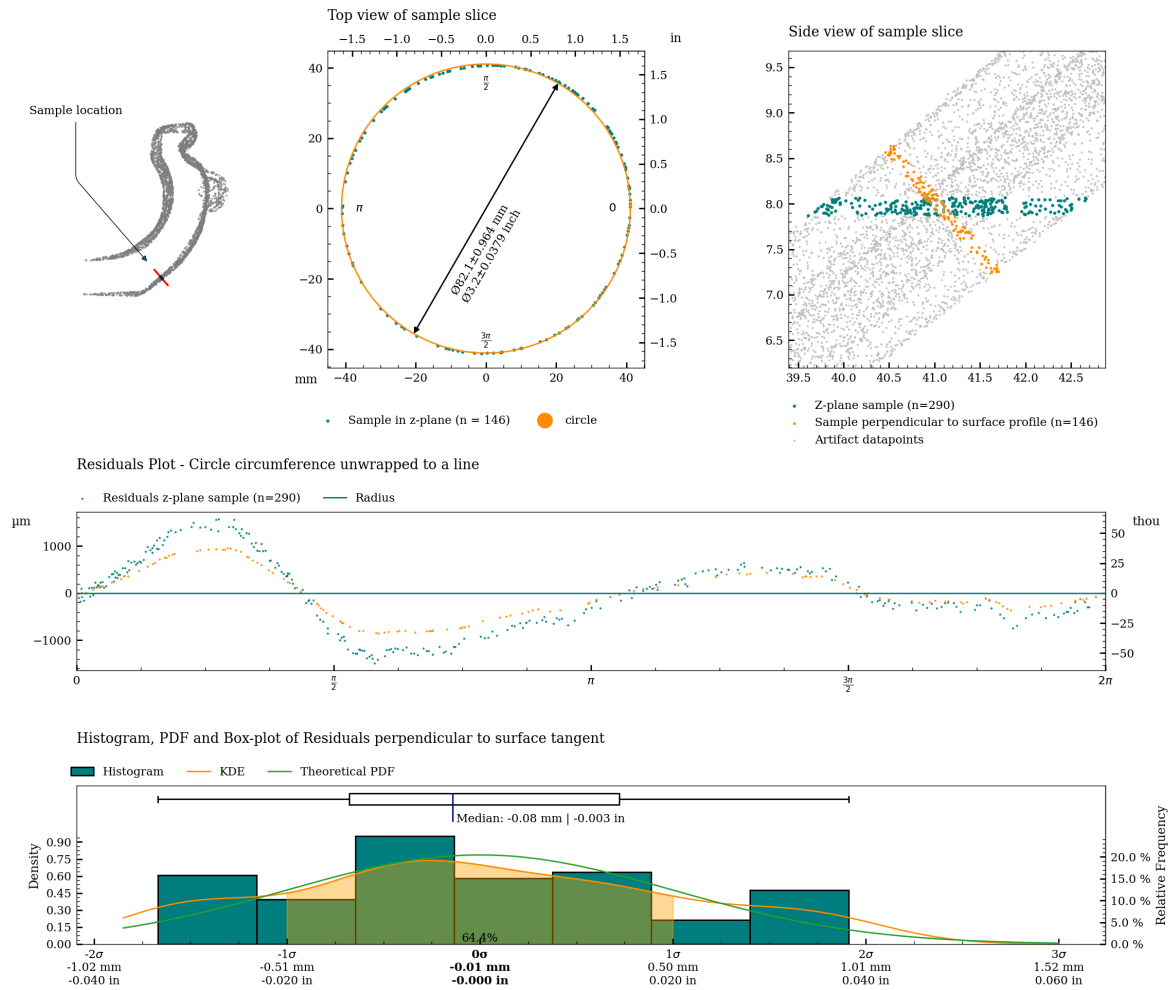 Top view of sample slice
−1.5 −1.0 −0.5 0.0 0.5 1.0 1.5 in
Side view of sample slice
Sample location
40
20
0
−20
−40
π/2
π
0
3π/2
Ø82.1±0.964 mm
Ø3.2±0.0379 inch
1.5
1.0
0.5
0.0
−0.5
−1.0
−1.5
mm −40 −20 0 20 40
Sample in z-plane (n = 146) circle
9.5
9.0
8.5
8.0
7.5
7.0
6.5
39.5 40.0 40.5 41.0 41.5 42.0 42.5
Z-plane sample (n=290)
Sample perpendicular to surface profile (n=146)
Artifact datapoints
Residuals Plot - Circle circumference unwrapped to a line
Residuals z-plane sample (n=290) Radius
µm
1000
0
−1000
thou
50
25
0
−25
−50
0 π/2 π 3π/2 2π
Histogram, PDF and Box-plot of Residuals perpendicular to surface tangent
Histogram KDE Theoretical PDF
Median: -0.08 mm | -0.003 in
Density
0.90
0.75
0.60
0.45
0.30
0.15
0.00
64.4%
Relative Frequency
20.0 %
15.0 %
10.0 %
5.0 %
0.0 %
-2σ -1σ 0σ 1σ 2σ 3σ
-1.02 mm -0.51 mm -0.01 mm 0.50 mm 1.01 mm 1.52 mm
-0.040 in -0.020 in -0.000 in 0.020 in 0.040 in 0.060 in